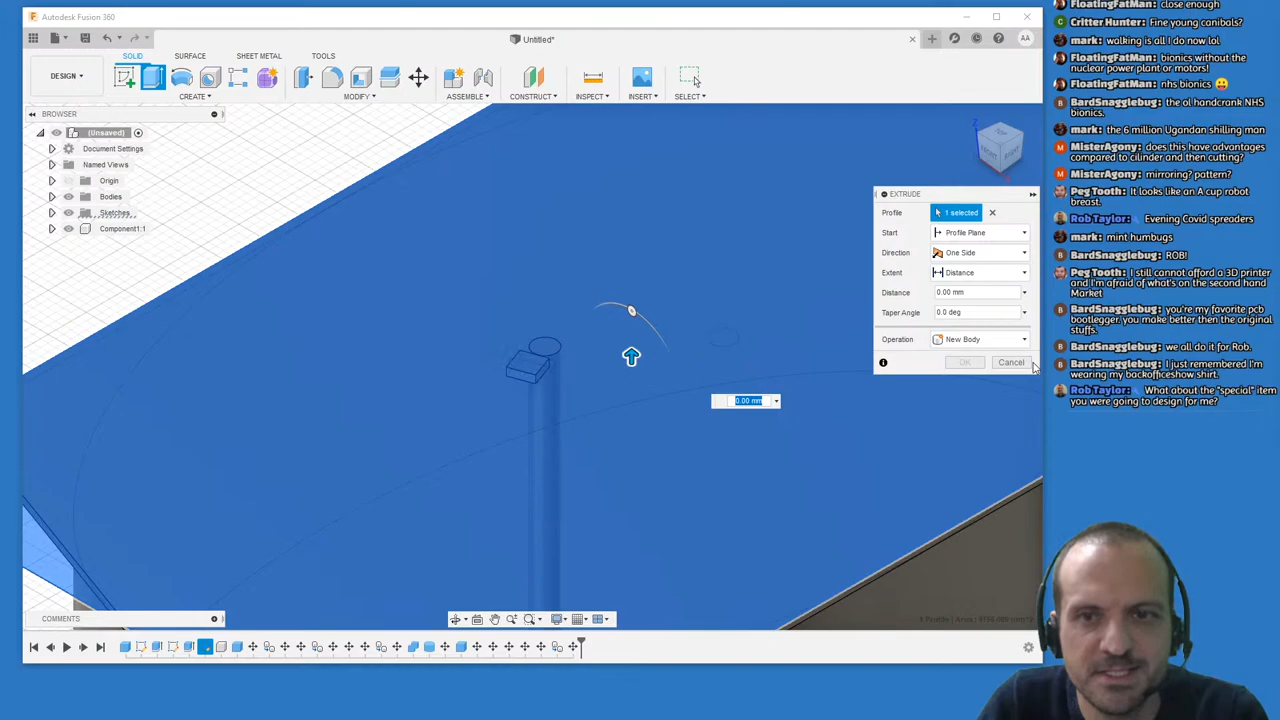 Autodesk Fusion 360
Untitled*
AA
SOLID SURFACE SHEET METAL TOOLS
DESIGN
CREATE MODIFY ASSEMBLE CONSTRUCT INSPECT INSERT SELECT
BROWSER
(Unsaved)
Document Settings
Named Views
Origin
Bodies
Sketches
Component1:1
TOP
FRONT
RIGHT
Z
EXTRUDE
Profile 1 selected
Start Profile Plane
Direction One Side
Extent Distance
Distance 0.00 mm
Taper Angle 0.0 deg
Operation New Body
OK Cancel
0.00 mm
COMMENTS
FloatingFatMan: close enough
Critter Hunter: Fine young canibals?
mark: walking is all I do now lol
FloatingFatMan: bionics without the
nuclear power plant or motors!
FloatingFatMan: nhs bionics 😛
BardSnagglebug: the ol handcrank NHS
bionics.
mark: the 6 million Ugandan shilling man
MisterAgony: does this have advantages
compared to cilinder and then cutting?
MisterAgony: mirroring? pattern?
Peg Tooth: It looks like an A cup robot
breast.
Rob Taylor: Evening Covid spreaders
mark: mint humbugs
BardSnagglebug: ROB!
Peg Tooth: I still cannot afford a 3D printer
and I'm afraid of what's on the second hand
Market
BardSnagglebug: you're my favorite pcb
bootlegger, you make better then the original
stuffs.
BardSnagglebug: we all do it for Rob.
BardSnagglebug: I just remembered I'm
wearing my backofficeshow shirt.
Rob Taylor: What about the "special" item
you were going to design for me?